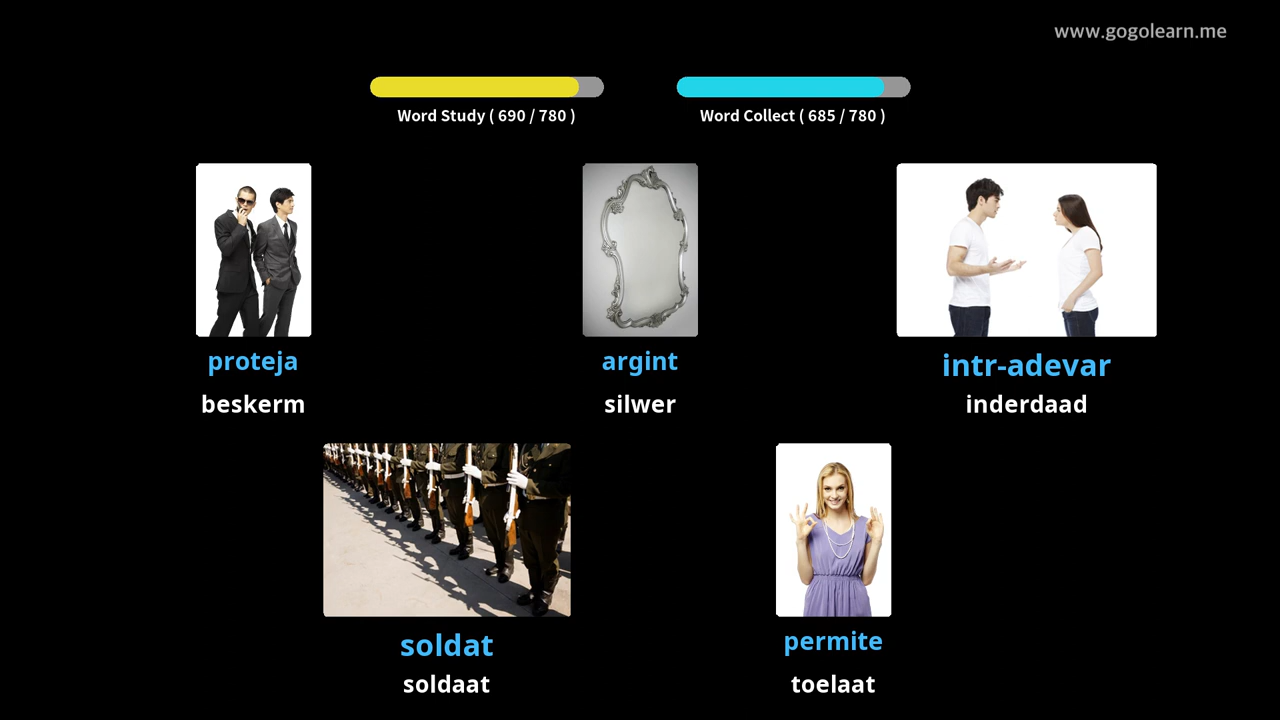 www.gogolearn.me
Word Study ( 690 / 780 )
Word Collect ( 685 / 780 )
proteja
beskerm
argint
silwer
intr-adevar
inderdaad
soldat
soldaat
permite
toelaat